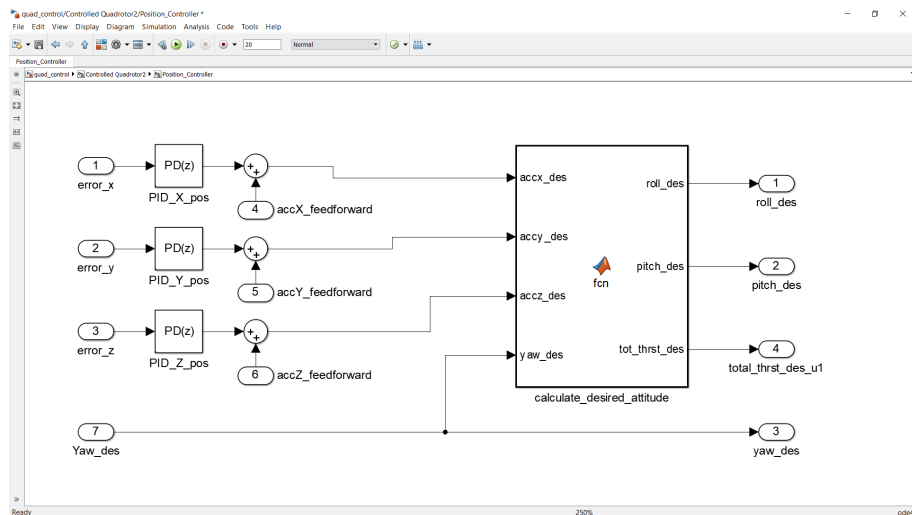 quad_control/Controlled Quadrotor2/Position_Controller *
File Edit View Display Diagram Simulation Analysis Code Tools Help
20 Normal
Position_Controller
quad_control Controlled Quadrotor2 Position_Controller
1 PD(z)
error_x PID_X_pos
4 accX_feedforward
2 PD(z)
error_y PID_Y_pos
5 accY_feedforward
3 PD(z)
error_z PID_Z_pos
6 accZ_feedforward
7
Yaw_des
accx_des
accy_des
accz_des
yaw_des
fcn
roll_des
pitch_des
tot_thrst_des
calculate_desired_attitude
1
roll_des
2
pitch_des
4
total_thrst_des_u1
3
yaw_des
Ready 250%